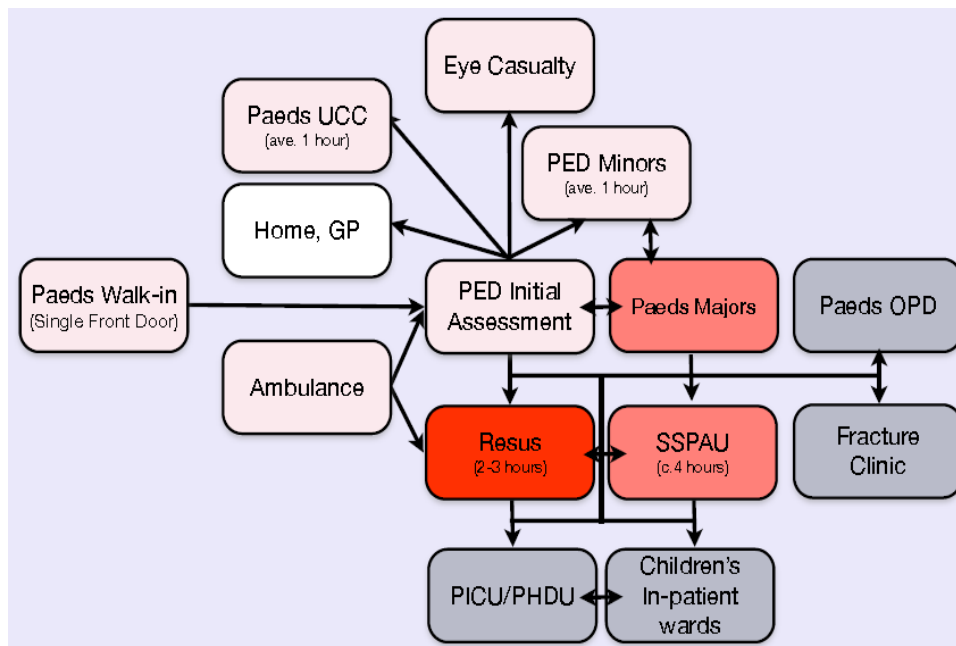 Eye Casualty
Paeds UCC
(ave. 1 hour)
PED Minors
(ave. 1 hour)
Home, GP
Paeds Walk-in
(Single Front Door)
PED Initial
Assessment
Paeds Majors
Paeds OPD
Ambulance
Resus
(2-3 hours)
SSPAU
(c.4 hours)
Fracture
Clinic
PICU/PHDU
Children's
In-patient
wards